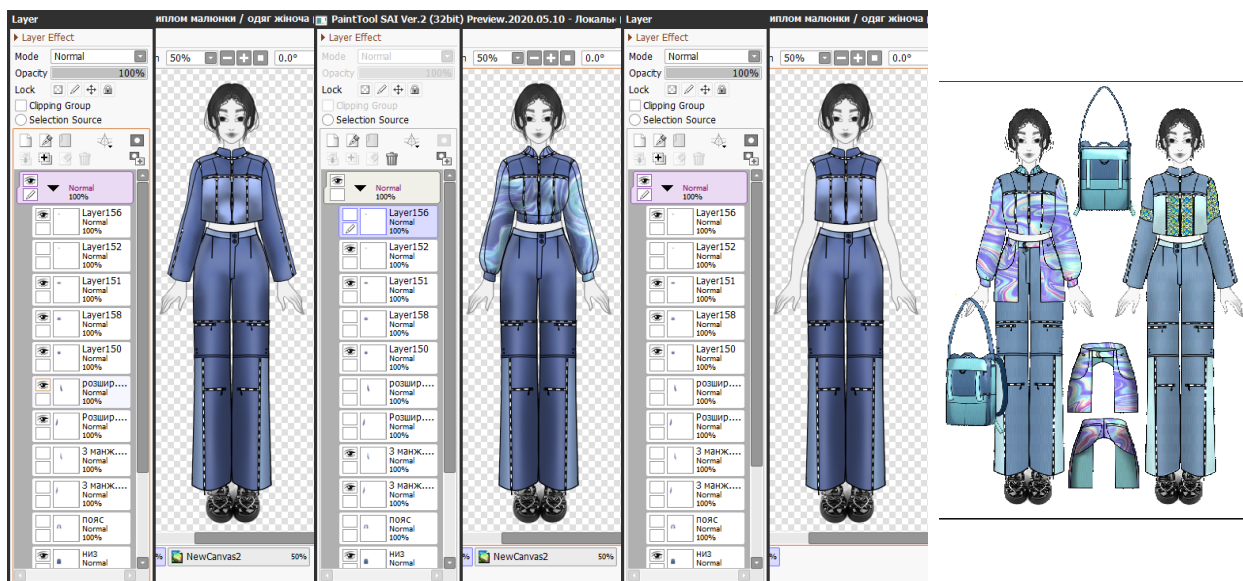 Layer
иплом малюнки / одяг жіноча
Layer Effect
Mode Normal
50%
0.0°
Opacity 100%
Lock
Clipping Group
Selection Source
Normal
100%
Layer156
Normal
100%
Layer152
Normal
100%
Layer151
Normal
100%
Layer158
Normal
100%
Layer150
Normal
100%
розшир....
Normal
100%
Розшир....
Normal
100%
3 манж....
Normal
100%
3 манж....
Normal
100%
пояс
Normal
100%
низ
Normal
NewCanvas2 50%
PaintTool SAI Ver.2 (32bit) Preview.2020.05.10 - Локальн
Layer Effect
Mode Normal
50%
0.0°
Opacity 100%
Lock
Clipping Group
Selection Source
Normal
100%
Layer156
Normal
100%
Layer152
Normal
100%
Layer151
Normal
100%
Layer158
Normal
100%
Layer150
Normal
100%
розшир....
Normal
100%
Розшир....
Normal
100%
3 манж....
Normal
100%
3 манж....
Normal
100%
пояс
Normal
100%
низ
Normal
% NewCanvas2 50%
Layer
иплом малюнки / одяг жіноча
Layer Effect
Mode Normal
50%
0.0°
Opacity 100%
Lock
Clipping Group
Selection Source
Normal
100%
Layer156
Normal
100%
Layer152
Normal
100%
Layer151
Normal
100%
Layer158
Normal
100%
Layer150
Normal
100%
розшир....
Normal
100%
Розшир....
Normal
100%
3 манж....
Normal
100%
3 манж....
Normal
100%
пояс
Normal
100%
низ
Normal
%